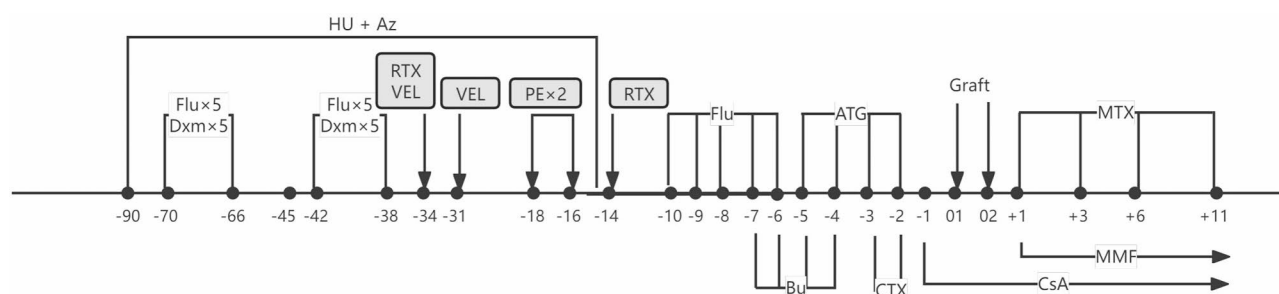 HU + Az
RTX
VEL
VEL
PE×2
RTX
Graft
Flu×5
Dxm×5
Flu×5
Dxm×5
Flu
ATG
MTX
-90 -70 -66 -45 -42 -38 -34 -31 -18 -16 -14 -10 -9 -8 -7 -6 -5 -4 -3 -2 -1 01 02 +1 +3 +6 +11
MMF
Bu
CTX
CsA